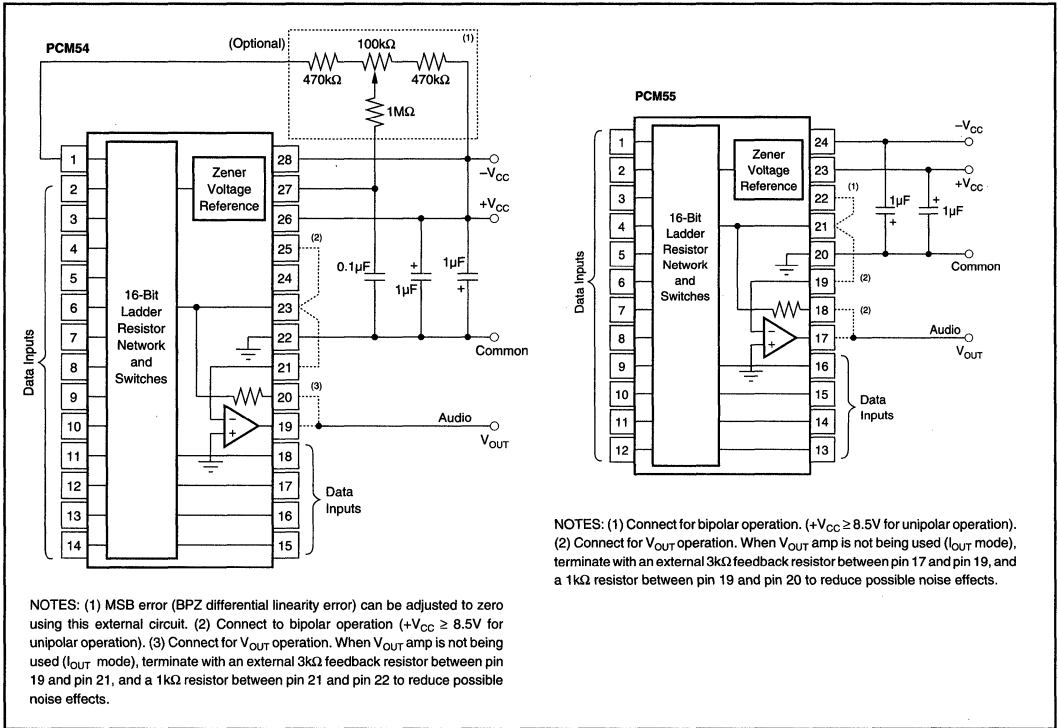 PCM54
(Optional)
100kΩ
(1)
470kΩ
470kΩ
1MΩ
Zener
Voltage
Reference
16-Bit
Ladder
Resistor
Network
and
Switches
Data Inputs
1
2
3
4
5
6
7
8
9
10
11
12
13
14
28
27
26
25
24
23
22
21
20
19
18
17
16
15
(2)
(3)
–VCC
+VCC
0.1µF
+
1µF
1µF
+
Common
–
+
Audio
VOUT
Data
Inputs
NOTES: (1) MSB error (BPZ differential linearity error) can be adjusted to zero
using this external circuit. (2) Connect to bipolar operation (+VCC ≥ 8.5V for
unipolar operation). (3) Connect for VOUT operation. When VOUT amp is not being
used (IOUT mode), terminate with an external 3kΩ feedback resistor between pin
19 and pin 21, and a 1kΩ resistor between pin 21 and pin 22 to reduce possible
noise effects.
PCM55
Zener
Voltage
Reference
16-Bit
Ladder
Resistor
Network
and
Switches
Data Inputs
1
2
3
4
5
6
7
8
9
10
11
12
24
23
22
21
20
19
18
17
16
15
14
13
(1)
(2)
(2)
–VCC
+VCC
1µF
+
+
1µF
Common
–
+
Audio
VOUT
Data
Inputs
NOTES: (1) Connect for bipolar operation. (+VCC ≥ 8.5V for unipolar operation).
(2) Connect for VOUT operation. When VOUT amp is not being used (IOUT mode),
terminate with an external 3kΩ feedback resistor between pin 17 and pin 19, and
a 1kΩ resistor between pin 19 and pin 20 to reduce possible noise effects.